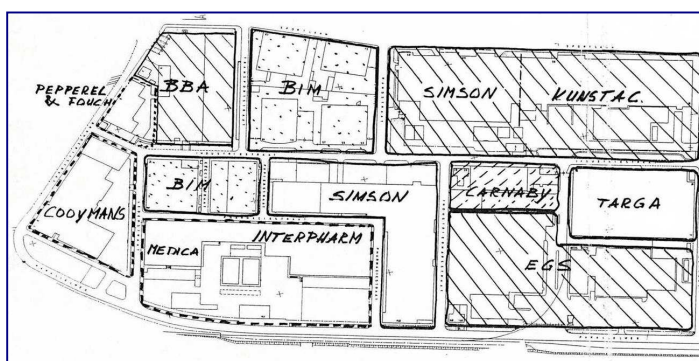 PEPPEREL
& FOUCH
BBA
BIM
SIMSON
KUNSTAC.
COOYMANS
BIM
SIMSON
CARNABY
TARGA
MEDICA
INTERPHARM
EGS